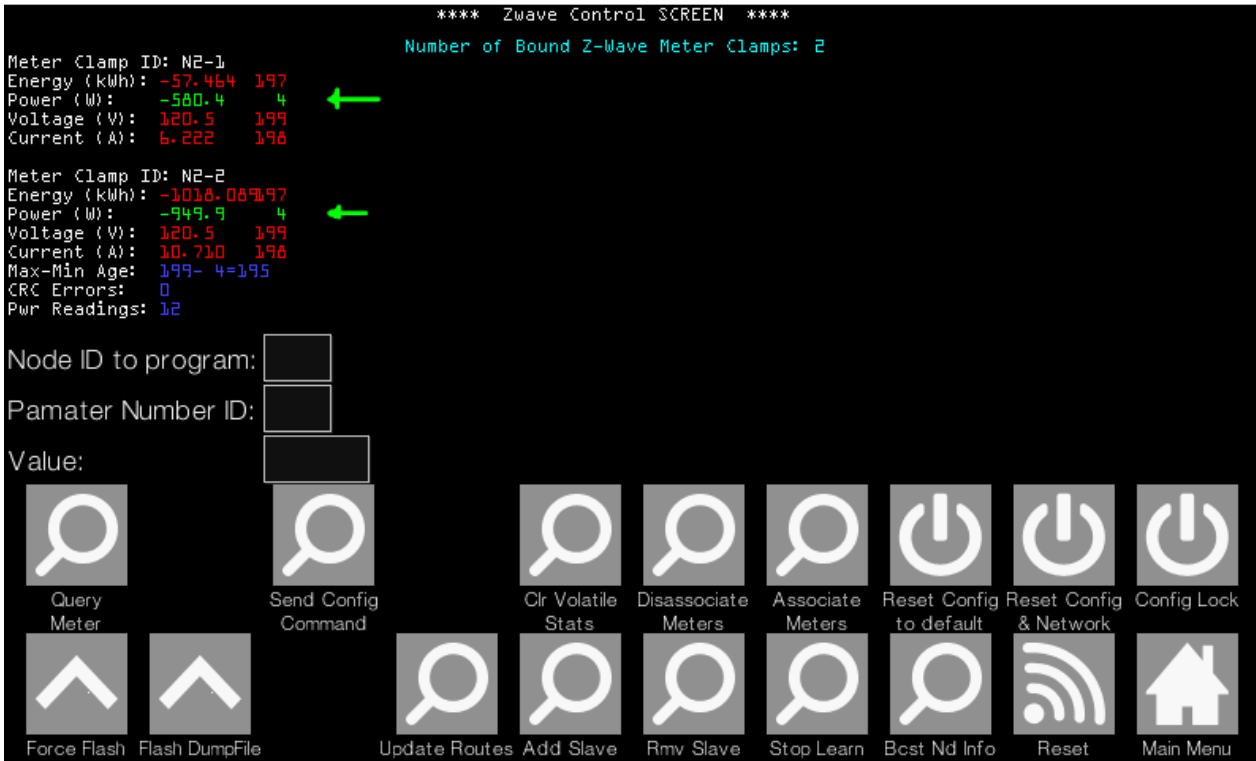 **** Zwave Control SCREEN ****
Number of Bound Z-Wave Meter Clamps: 2
Meter Clamp ID: N2-1
Energy (kWh): -57.464 197
Power (W): -580.4 4
Voltage (V): 120.5 199
Current (A): 6.222 198
Meter Clamp ID: N2-2
Energy (kWh): -1018.089197
Power (W): -949.9 4
Voltage (V): 120.5 199
Current (A): 10.710 198
Max-Min Age: 199- 4=195
CRC Errors: 0
Pwr Readings: 12
Node ID to program:
Pamater Number ID:
Value:
Query Meter
Send Config Command
Clr Volatile Stats
Disassociate Meters
Associate Meters
Reset Config to default
Reset Config & Network
Config Lock
Force Flash
Flash DumpFile
Update Routes
Add Slave
Rmv Slave
Stop Learn
Bcst Nd Info
Reset
Main Menu